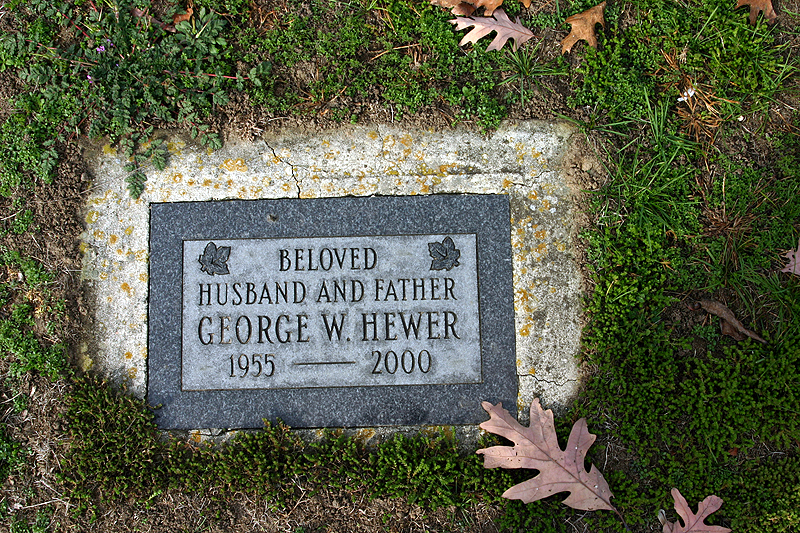 BELOVED
HUSBAND AND FATHER
GEORGE W. HEWER
1955 — 2000